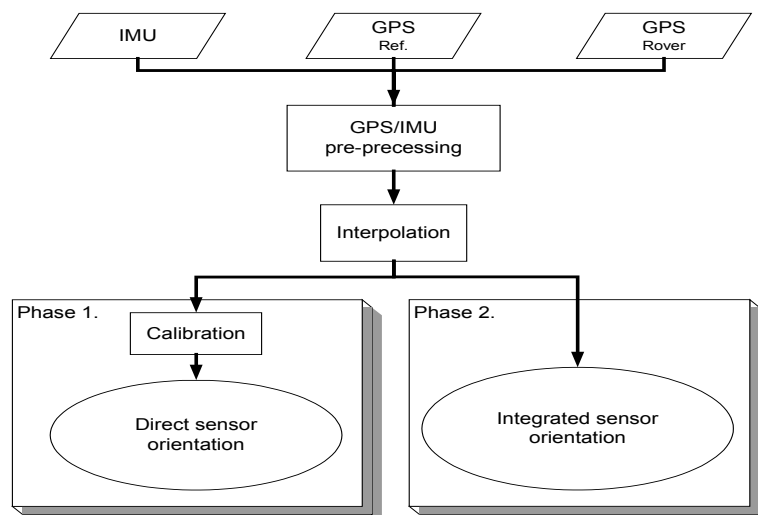 IMU
GPS
Ref.
GPS
Rover
GPS/IMU
pre-precessing
Interpolation
Phase 1.
Calibration
Direct sensor
orientation
Phase 2.
Integrated sensor
orientation